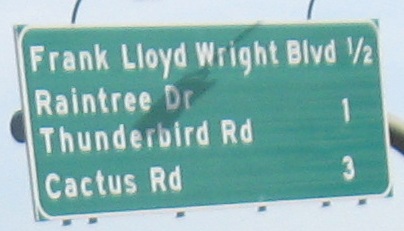 Frank Lloyd Wright Blvd ½
Raintree Dr
Thunderbird Rd 1
Cactus Rd 3